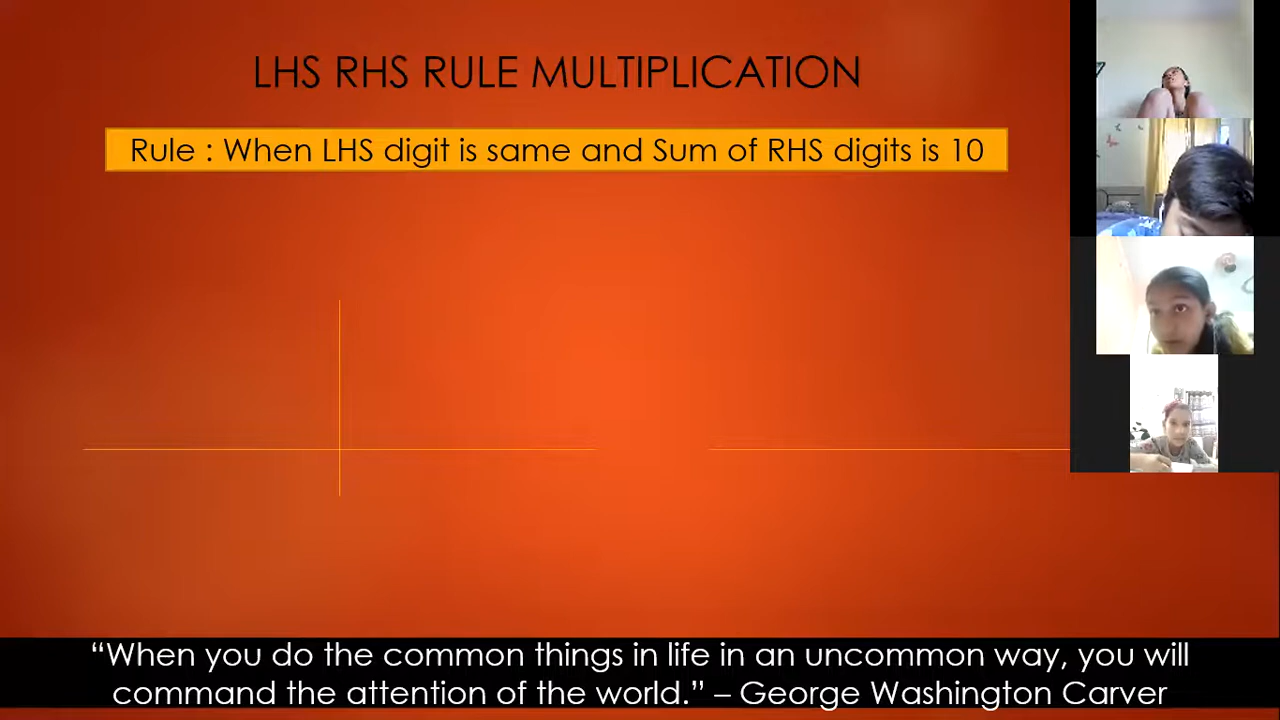 LHS RHS RULE MULTIPLICATION
Rule : When LHS digit is same and Sum of RHS digits is 10
“When you do the common things in life in an uncommon way, you will
command the attention of the world.” – George Washington Carver